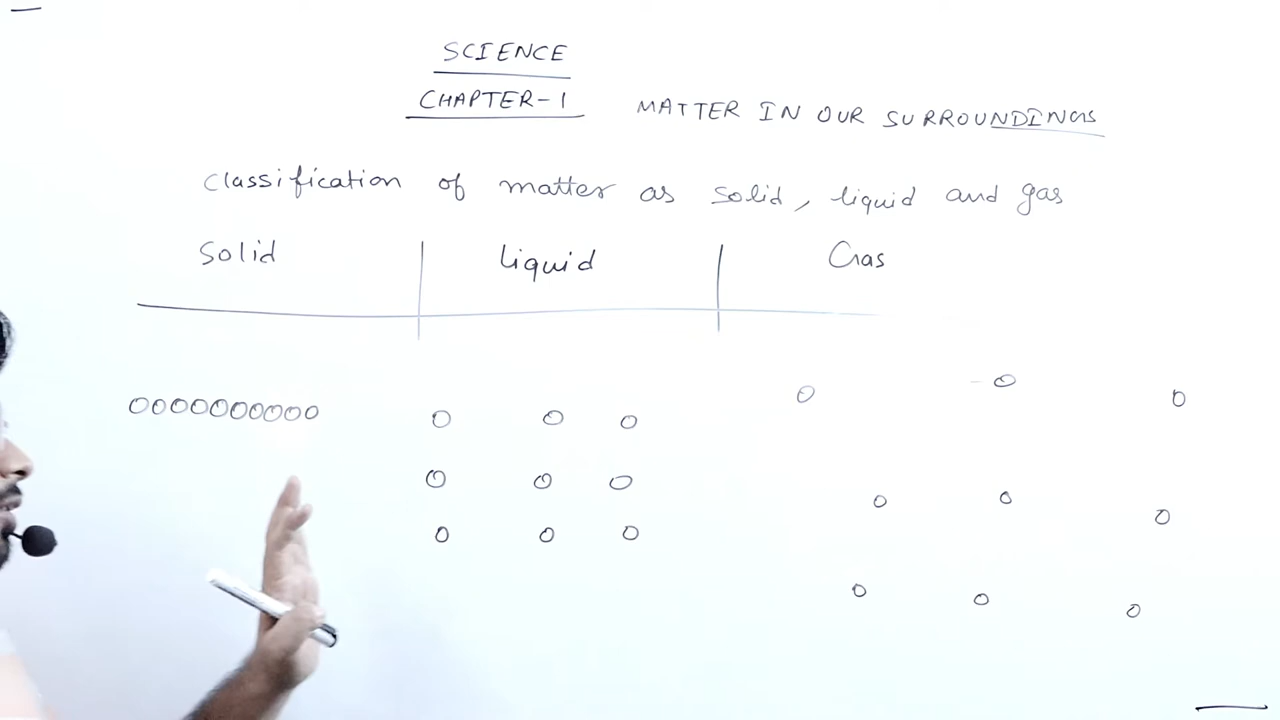 SCIENCE
CHAPTER-1 MATTER IN OUR SURROUNDINGS
Classification of matter as solid, liquid and gas
Solid liquid Gas